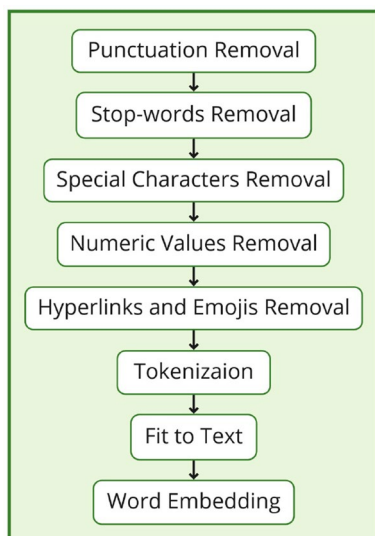 Punctuation Removal
Stop-words Removal
Special Characters Removal
Numeric Values Removal
Hyperlinks and Emojis Removal
Tokenizaion
Fit to Text
Word Embedding